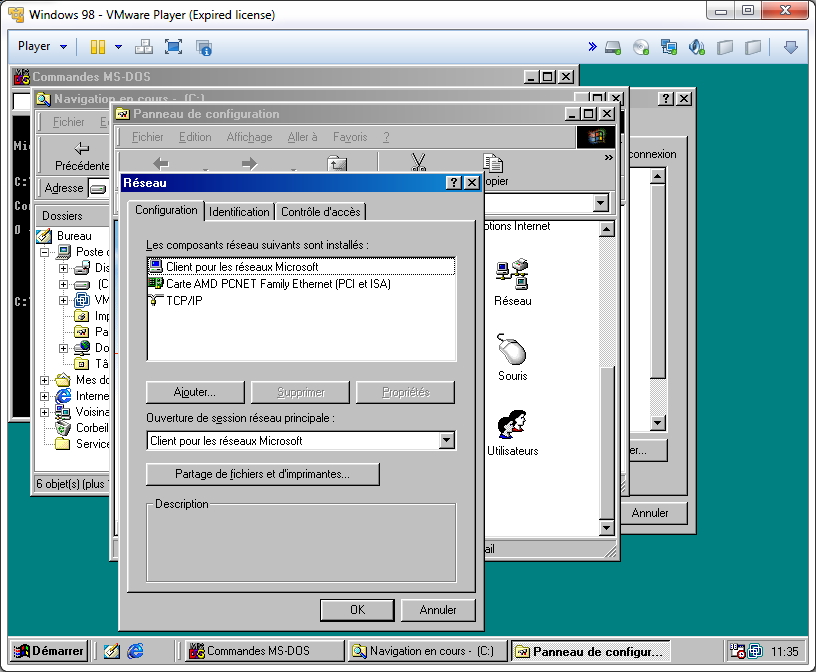 Windows 98 - VMware Player (Expired license)
Player
Commandes MS-DOS
Navigation en cours - (C:)
Fichier
Précédente
Adresse
Dossiers
Bureau
Poste
(C
VM
Imp
Pa
Do
Tâ
Mes do
Interne
Voisina
Corbeil
Service
6 objet(s) (plus
Mi
C:
Co
C:
connexion
er...
Annuler
Panneau de configuration
Fichier Edition Affichage Aller à Favoris ?
opier
ptions Internet
Réseau
Souris
Utilisateurs
ail
Réseau
Configuration Identification Contrôle d'accès
Les composants réseau suivants sont installés :
Client pour les réseaux Microsoft
Carte AMD PCNET Family Ethernet (PCI et ISA)
TCP/IP
Ajouter... Supprimer Propriétés
Ouverture de session réseau principale :
Client pour les réseaux Microsoft
Partage de fichiers et d'imprimantes...
Description
OK Annuler
Démarrer Commandes MS-DOS Navigation en cours - (C:) Panneau de configur... 11:35